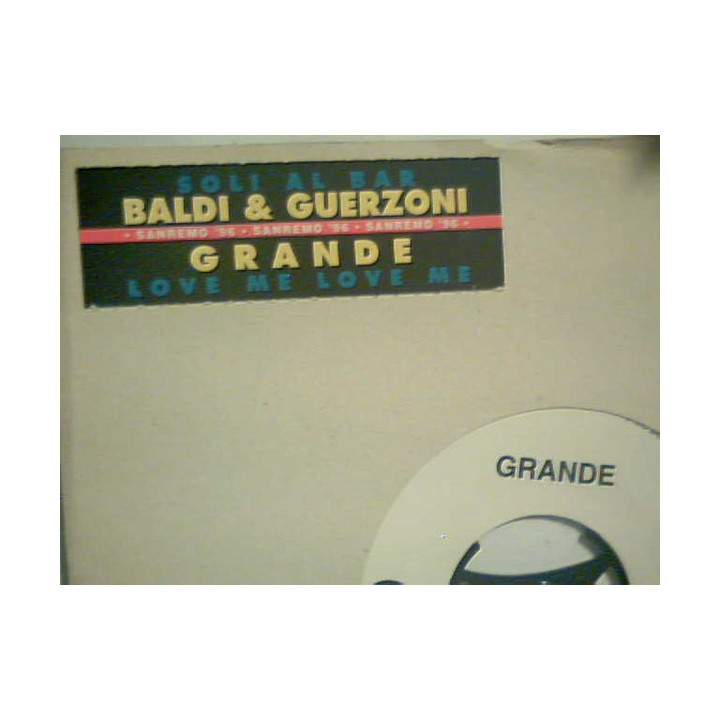 SOLI AL BAR
BALDI & GUERZONI
• SANREMO '96 • SANREMO '96 • SANREMO '96 •
GRANDE
LOVE ME LOVE ME
GRANDE